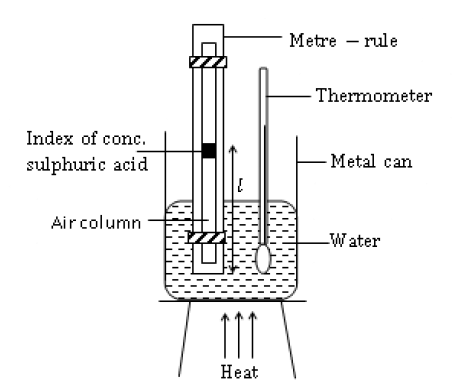 Metre – rule
Thermometer
Index of conc.
sulphuric acid
Metal can
l
Air column
Water
Heat